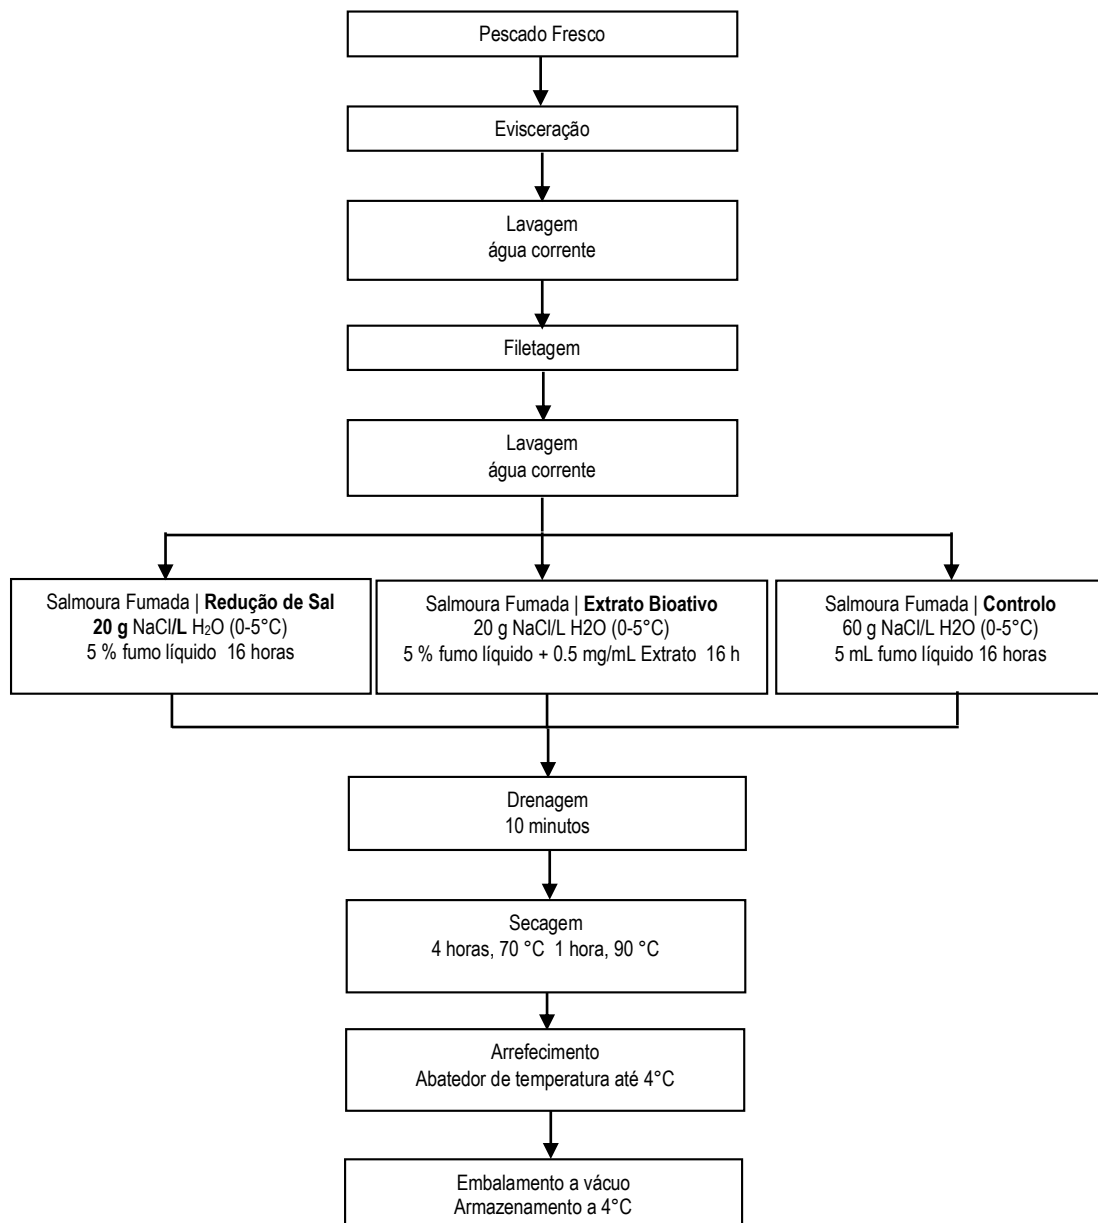 Pescado Fresco
Evisceração
Lavagem
água corrente
Filetagem
Lavagem
água corrente
Salmoura Fumada | Redução de Sal
20 g NaCl/L H₂O (0-5°C)
5 % fumo líquido 16 horas
Salmoura Fumada | Extrato Bioativo
20 g NaCl/L H2O (0-5°C)
5 % fumo líquido + 0.5 mg/mL Extrato 16 h
Salmoura Fumada | Controlo
60 g NaCl/L H2O (0-5°C)
5 mL fumo líquido 16 horas
Drenagem
10 minutos
Secagem
4 horas, 70 °C 1 hora, 90 °C
Arrefecimento
Abatedor de temperatura até 4°C
Embalamento a vácuo
Armazenamento a 4°C